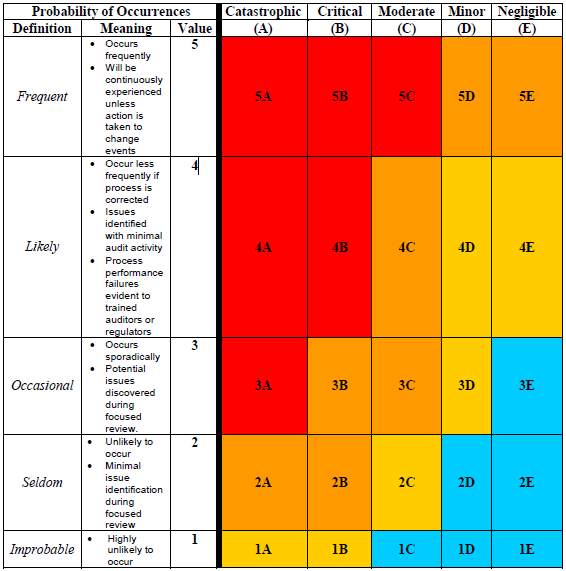 Probability of Occurrences Catastrophic Critical Moderate Minor Negligible
Definition Meaning Value (A) (B) (C) (D) (E)
Frequent
• Occurs
frequently
• Will be
continuously
experienced
unless
action is
taken to
change
events
5
5A 5B 5C 5D 5E
Likely
• Occur less
frequently if
process is
corrected
• Issues
identified
with minimal
audit activity
• Process
performance
failures
evident to
trained
auditors or
regulators
4
4A 4B 4C 4D 4E
Occasional
• Occurs
sporadically
• Potential
issues
discovered
during
focused
review.
3
3A 3B 3C 3D 3E
Seldom
• Unlikely to
occur
• Minimal
issue
identification
during
focused
review
2
2A 2B 2C 2D 2E
Improbable
• Highly
unlikely to
occur
1
1A 1B 1C 1D 1E